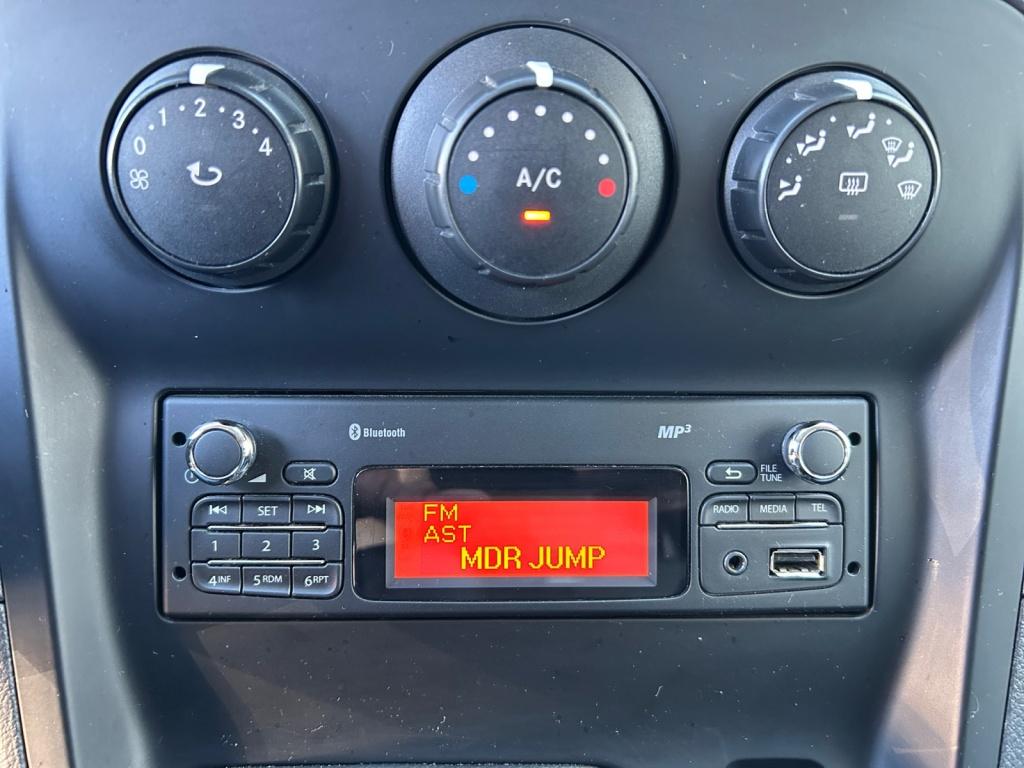 0 1 2 3 4
A/C
Bluetooth
MP3
FILE
TUNE
SET
RADIO MEDIA TEL
1 2 3
4INF 5RDM 6RPT
FM
AST
MDR JUMP